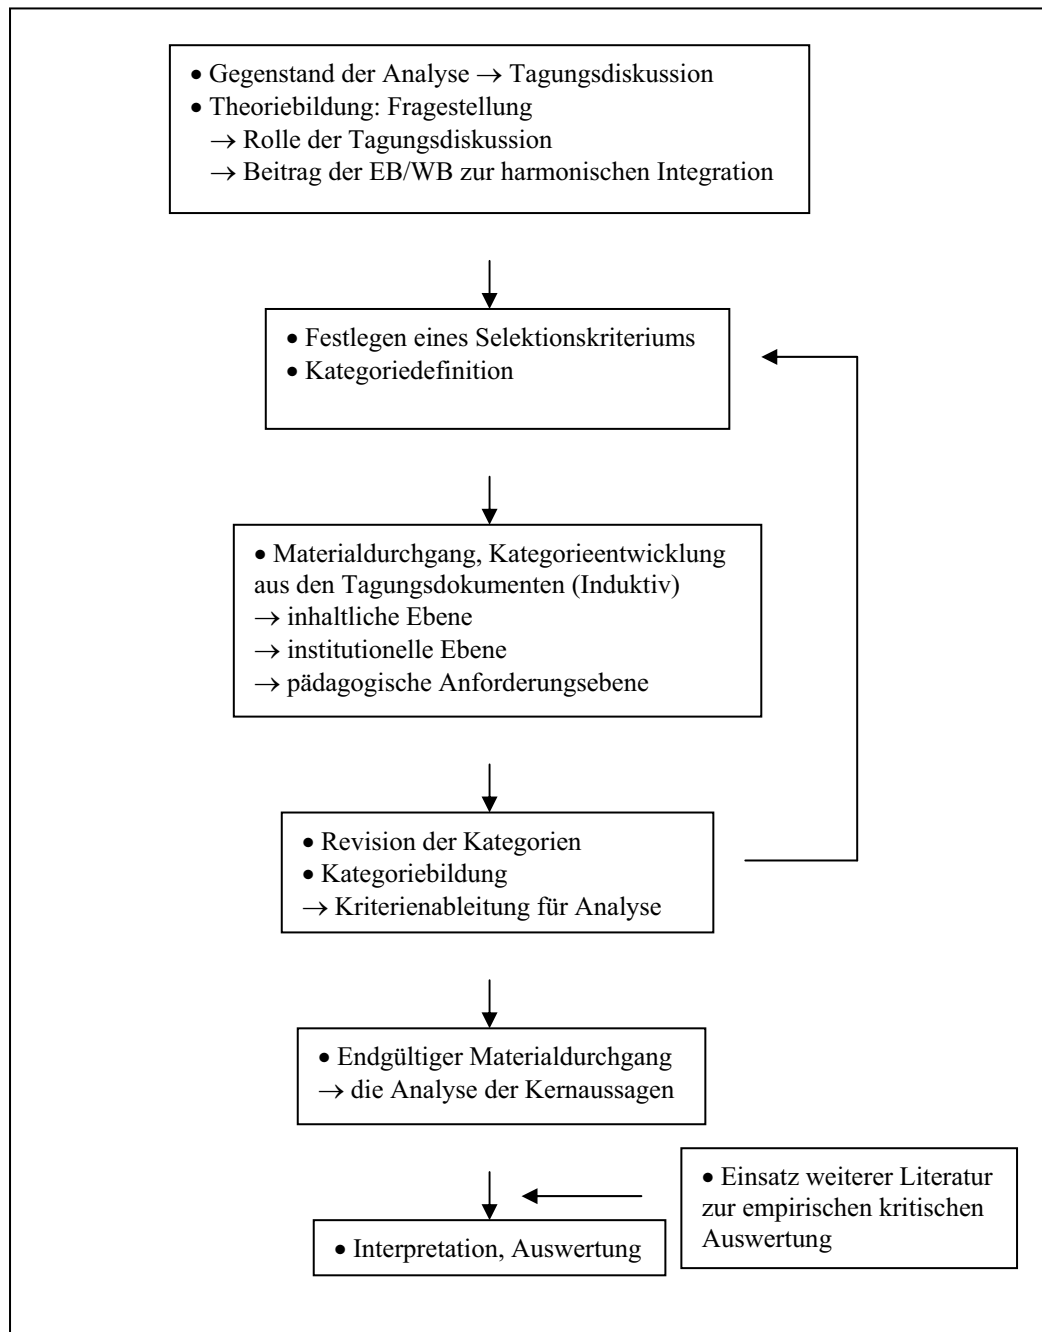 • Gegenstand der Analyse → Tagungsdiskussion
• Theoriebildung: Fragestellung
→ Rolle der Tagungsdiskussion
→ Beitrag der EB/WB zur harmonischen Integration
• Festlegen eines Selektionskriteriums
• Kategoriedefinition
• Materialdurchgang, Kategorieentwicklung
aus den Tagungsdokumenten (Induktiv)
→ inhaltliche Ebene
→ institutionelle Ebene
→ pädagogische Anforderungsebene
• Revision der Kategorien
• Kategoriebildung
→ Kriterienableitung für Analyse
• Endgültiger Materialdurchgang
→ die Analyse der Kernaussagen
• Einsatz weiterer Literatur
zur empirischen kritischen
Auswertung
• Interpretation, Auswertung